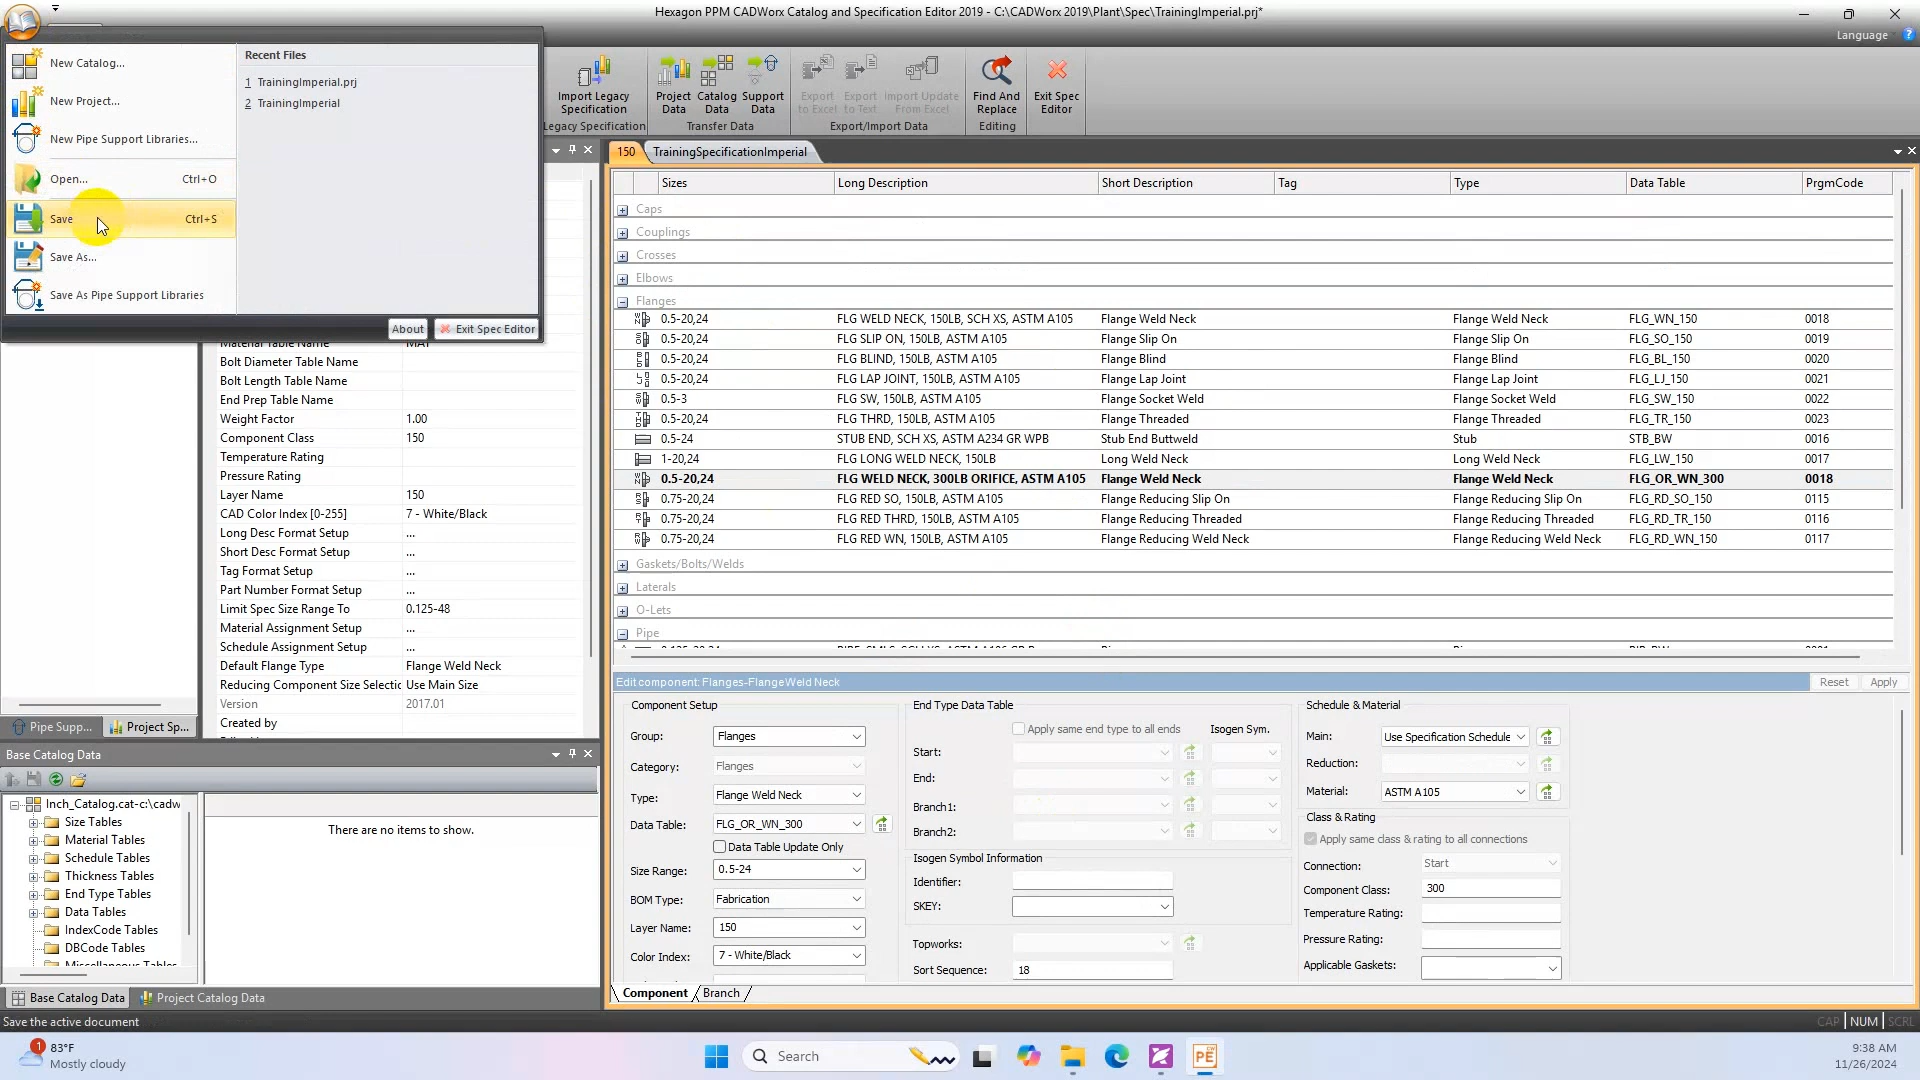 Hexagon PPM CADWorx Catalog and Specification Editor 2019 - C:\CADWorx 2019\Plant\Spec\TrainingImperial.prj*
Language
New Catalog...
New Project...
New Pipe Support Libraries...
Open... Ctrl+O
Save Ctrl+S
Save As...
Save As Pipe Support Libraries
Recent Files
1 TrainingImperial.prj
2 TrainingImperial
About
Exit Spec Editor
Import Legacy Specification
Legacy Specification
Project Data
Catalog Data
Support Data
Transfer Data
Export to Excel
Export to Text
Import Update From Excel
Export/Import Data
Find And Replace
Editing
Exit Spec Editor
150 TrainingSpecificationImperial
Sizes Long Description Short Description Tag Type Data Table PrgmCode
Caps
Couplings
Crosses
Elbows
Flanges
0.5-20,24 FLG WELD NECK, 150LB, SCH XS, ASTM A105 Flange Weld Neck Flange Weld Neck FLG_WN_150 0018
0.5-20,24 FLG SLIP ON, 150LB, ASTM A105 Flange Slip On Flange Slip On FLG_SO_150 0019
0.5-20,24 FLG BLIND, 150LB, ASTM A105 Flange Blind Flange Blind FLG_BL_150 0020
0.5-20,24 FLG LAP JOINT, 150LB, ASTM A105 Flange Lap Joint Flange Lap Joint FLG_LJ_150 0021
0.5-3 FLG SW, 150LB, ASTM A105 Flange Socket Weld Flange Socket Weld FLG_SW_150 0022
0.5-20,24 FLG THRD, 150LB, ASTM A105 Flange Threaded Flange Threaded FLG_TR_150 0023
0.5-24 STUB END, SCH XS, ASTM A234 GR WPB Stub End Buttweld Stub STB_BW 0016
1-20,24 FLG LONG WELD NECK, 150LB Long Weld Neck Long Weld Neck FLG_LW_150 0017
0.5-20,24 FLG WELD NECK, 300LB ORIFICE, ASTM A105 Flange Weld Neck Flange Weld Neck FLG_OR_WN_300 0018
0.75-20,24 FLG RED SO, 150LB, ASTM A105 Flange Reducing Slip On Flange Reducing Slip On FLG_RD_SO_150 0115
0.75-20,24 FLG RED THRD, 150LB, ASTM A105 Flange Reducing Threaded Flange Reducing Threaded FLG_RD_TR_150 0116
0.75-20,24 FLG RED WN, 150LB, ASTM A105 Flange Reducing Weld Neck Flange Reducing Weld Neck FLG_RD_WN_150 0117
Gaskets/Bolts/Welds
Laterals
O-Lets
Pipe
Bolt Diameter Table Name
Bolt Length Table Name
End Prep Table Name
Weight Factor 1.00
Component Class 150
Temperature Rating
Pressure Rating
Layer Name 150
CAD Color Index [0-255] 7 - White/Black
Long Desc Format Setup ...
Short Desc Format Setup ...
Tag Format Setup ...
Part Number Format Setup ...
Limit Spec Size Range To 0.125-48
Material Assignment Setup ...
Schedule Assignment Setup ...
Default Flange Type Flange Weld Neck
Reducing Component Size Selectic Use Main Size
Version 2017.01
Created by
Pipe Supp... Project Sp...
Base Catalog Data
Inch_Catalog.cat-c:\cadw
Size Tables
Material Tables
Schedule Tables
Thickness Tables
End Type Tables
Data Tables
IndexCode Tables
DBCode Tables
Miscellaneous Tables
There are no items to show.
Base Catalog Data Project Catalog Data
Save the active document
Edit component: Flanges-Flange Weld Neck Reset Apply
Component Setup
Group: Flanges
Category: Flanges
Type: Flange Weld Neck
Data Table: FLG_OR_WN_300
Data Table Update Only
Size Range: 0.5-24
BOM Type: Fabrication
Layer Name: 150
Color Index: 7 - White/Black
End Type Data Table
Apply same end type to all ends Isogen Sym.
Start:
End:
Branch1:
Branch2:
Isogen Symbol Information
Identifier:
SKEY:
Topworks:
Sort Sequence: 18
Schedule & Material
Main: Use Specification Schedule
Reduction:
Material: ASTM A105
Class & Rating
Apply same class & rating to all connections
Connection: Start
Component Class: 300
Temperature Rating:
Pressure Rating:
Applicable Gaskets:
Component Branch
CAP NUM SCRL
1
83°F
Mostly cloudy
Search
PE
9:38 AM
11/26/2024